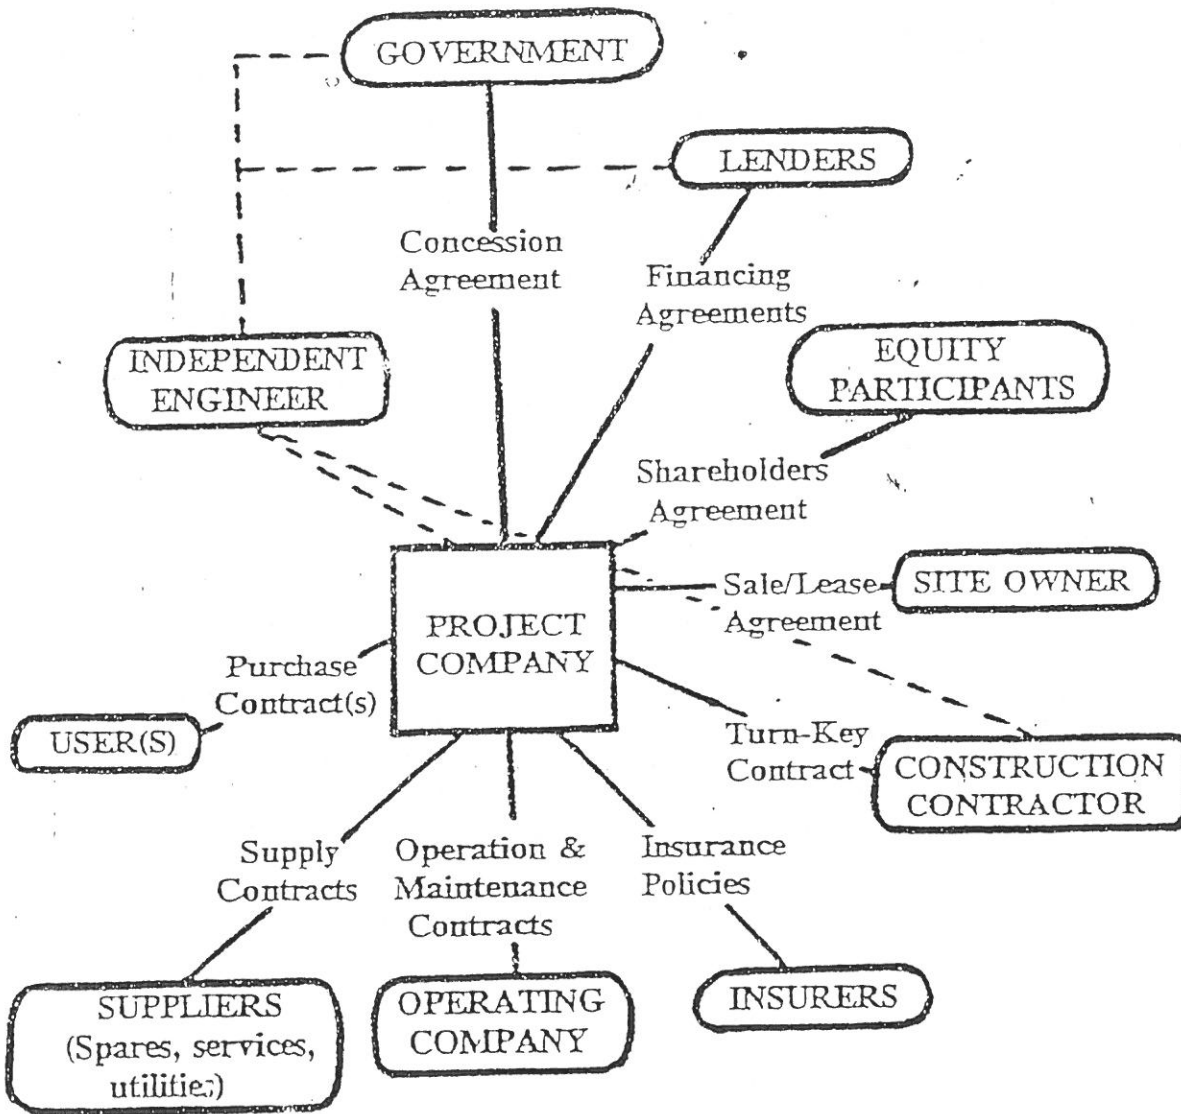 GOVERNMENT
LENDERS
Concession
Agreement
Financing
Agreements
INDEPENDENT
ENGINEER
EQUITY
PARTICIPANTS
Shareholders
Agreement
PROJECT
COMPANY
Sale/Lease
Agreement
SITE OWNER
Purchase
Contract(s)
USER(S)
Turn-Key
Contract
CONSTRUCTION
CONTRACTOR
Supply
Contracts
Operation &
Maintenance
Contracts
Insurance
Policies
SUPPLIERS
(Spares, services,
utilities)
OPERATING
COMPANY
INSURERS